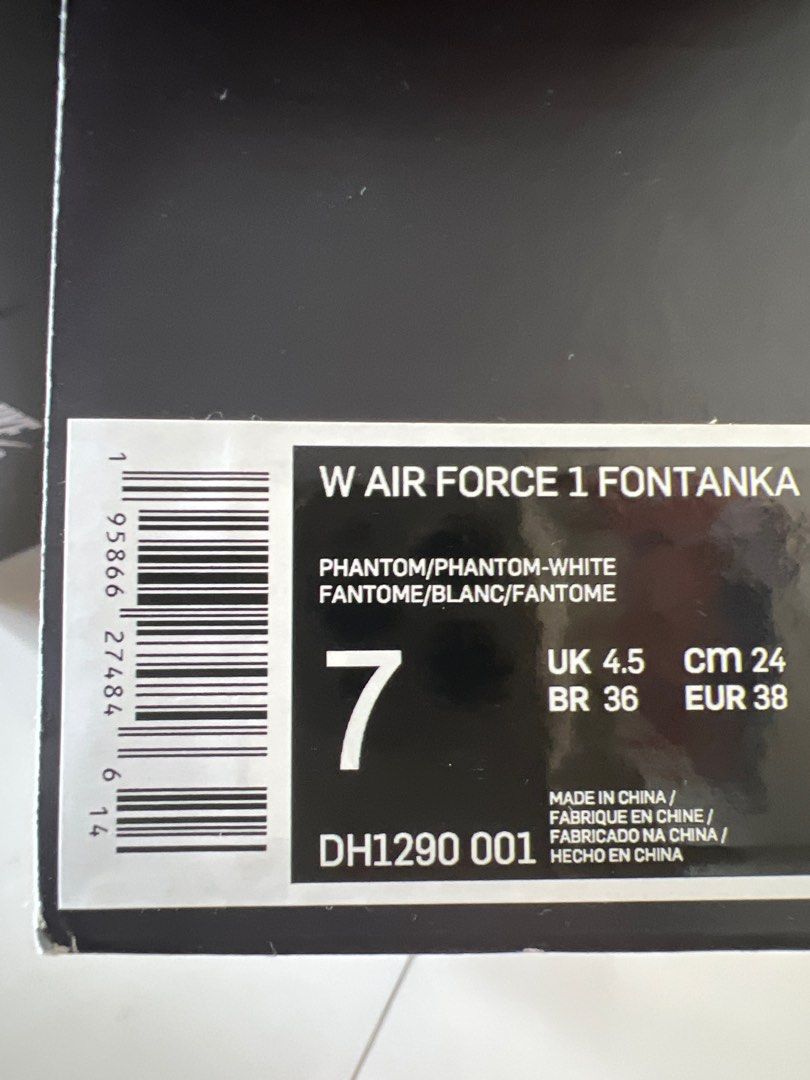 W AIR FORCE 1 FONTANKA
PHANTOM/PHANTOM-WHITE
FANTOME/BLANC/FANTOME
7
UK 4.5 cm 24
BR 36 EUR 38
MADE IN CHINA /
FABRIQUE EN CHINE /
FABRICADO NA CHINA /
HECHO EN CHINA
DH1290 001
1 95866 27484 6 14